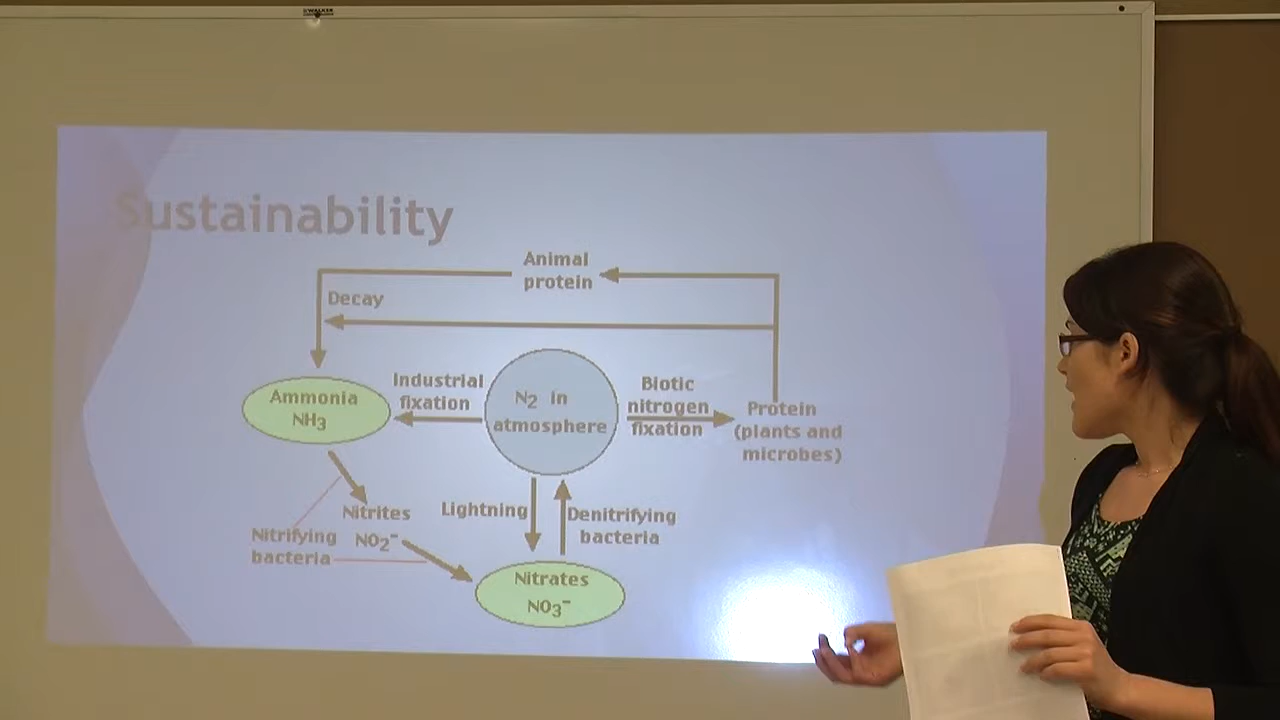 WALKER
Sustainability
Animal
protein
Decay
Industrial
fixation
N2 in
atmosphere
Biotic
nitrogen
fixation
Ammonia
NH3
Protein
(plants and
microbes)
Nitrites
NO2-
Nitrifying
bacteria
Lightning
Denitrifying
bacteria
Nitrates
NO3-